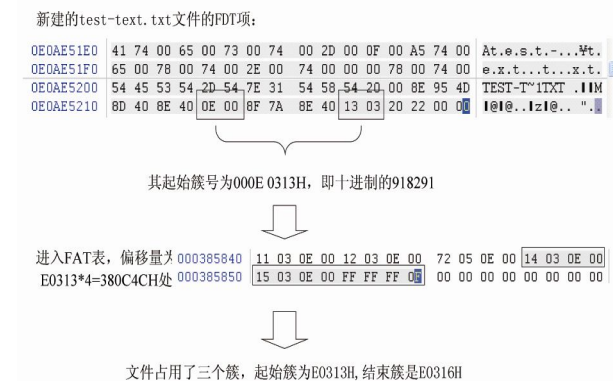 新建的test-text.txt文件的FDT项:
0E0AE51E0 41 74 00 65 00 73 00 74 00 2D 00 0F 00 A5 74 00 At.e.s.t.-...¥t.
0E0AE51F0 65 00 78 00 74 00 2E 00 74 00 00 00 78 00 74 00 e.x.t...t...x.t.
0E0AE5200 54 45 53 54 2D 54 7E 31 54 58 54 20 00 8E 95 4D TEST-T~1TXT .
0E0AE5210 8D 40 8E 40 0E 00 8F 7A 8E 40 13 03 20 22 00 00
其起始簇号为000E 0313H，即十进制的918291
进入FAT表，偏移量为 000385840 11 03 0E 00 12 03 0E 00 72 05 0E 00 14 03 0E 00
E0313*4=380C4CH处 000385850 15 03 0E 00 FF FF FF 0F 00 00 00 00 00 00 00 00
文件占用了三个簇，起始簇为E0313H,结束簇是E0316H